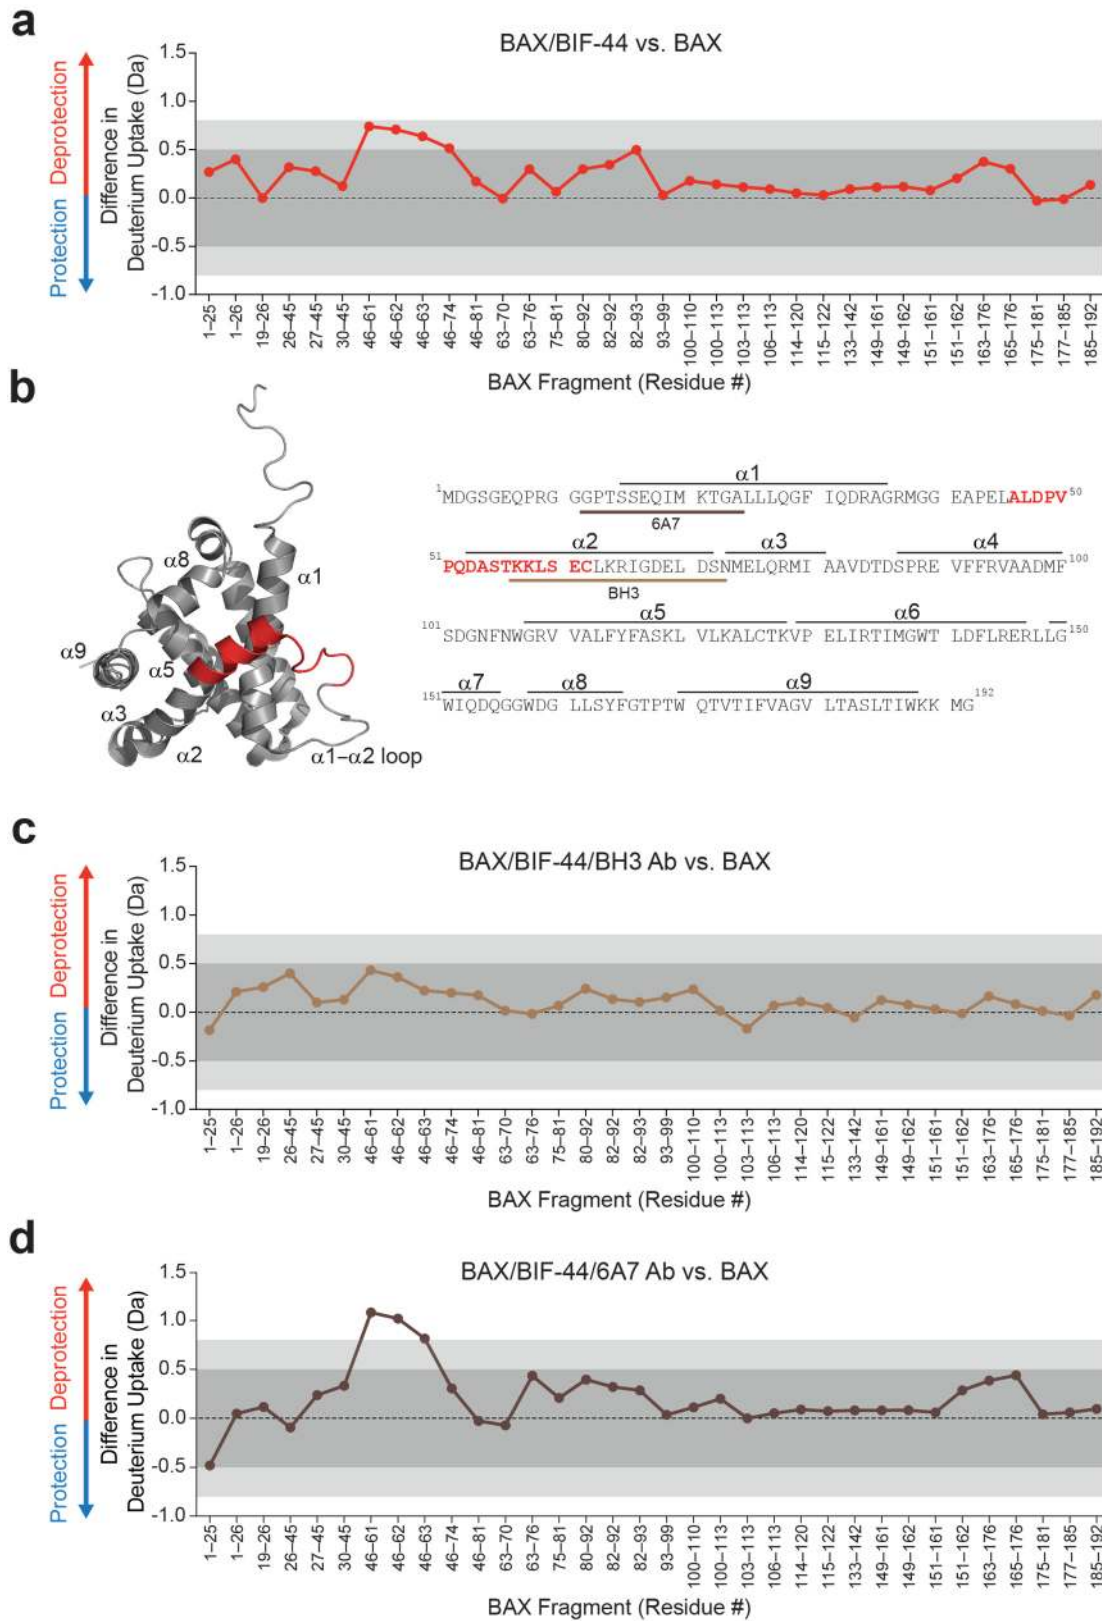 a
BAX/BIF-44 vs. BAX
Protection Deprotection
Difference in
Deuterium Uptake (Da)
1.5
1.0
0.5
0.0
-0.5
-1.0
1–25 1–26 19–26 26–45 27–45 30–45 46–61 46–62 46–63 46–74 46–81 63–70 63–76 75–81 80–92 82–92 82–93 93–99 100–110 100–113 103–113 106–113 114–120 115–122 133–142 149–161 149–162 151–161 151–162 163–176 165–176 175–181 177–185 185–192
BAX Fragment (Residue #)
b
α8
α1
α9
α5
α3
α2
α1–α2 loop
α1
1 MDGSGEQPRG GGPTSSEQIM KTGALLLQGF IQDRAGRMGG EAPELALDPV 50
6A7
α2 α3 α4
51 PQDASTKKLS ECLKRIGDEL DSNMELQRMI AAVDTDSPRE VFFRVAADMF 100
BH3
α5 α6
101 SDGNFNWGRV VALFYFASKL VLKALCTKVP ELIRTIMGWT LDFLRERLLG 150
α7 α8 α9
151 WIQDQGGWDG LLSYFGTPTW QTVTIFVAGV LTASLTIWKK MG 192
c
BAX/BIF-44/BH3 Ab vs. BAX
Protection Deprotection
Difference in
Deuterium Uptake (Da)
1.5
1.0
0.5
0.0
-0.5
-1.0
1–25 1–26 19–26 26–45 27–45 30–45 46–61 46–62 46–63 46–74 46–81 63–70 63–76 75–81 80–92 82–92 82–93 93–99 100–110 100–113 103–113 106–113 114–120 115–122 133–142 149–161 149–162 151–161 151–162 163–176 165–176 175–181 177–185 185–192
BAX Fragment (Residue #)
d
BAX/BIF-44/6A7 Ab vs. BAX
Protection Deprotection
Difference in
Deuterium Uptake (Da)
1.5
1.0
0.5
0.0
-0.5
-1.0
1–25 1–26 19–26 26–45 27–45 30–45 46–61 46–62 46–63 46–74 46–81 63–70 63–76 75–81 80–92 82–92 82–93 93–99 100–110 100–113 103–113 106–113 114–120 115–122 133–142 149–161 149–162 151–161 151–162 163–176 165–176 175–181 177–185 185–192
BAX Fragment (Residue #)